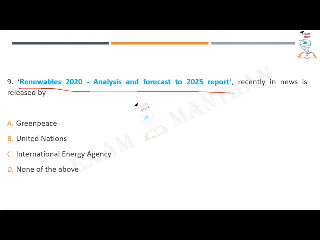 9. ‘Renewables 2020 - Analysis and forecast to 2025 report’, recently in news is
released by
A. Greenpeace
B. United Nations
C. International Energy Agency
D. None of the above